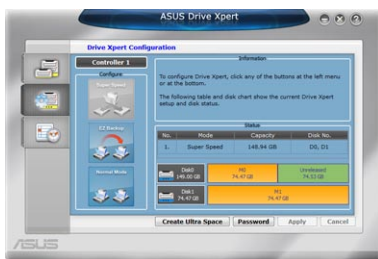 ASUS Drive Xpert
Drive Xpert Configuration
Controller 1
Configure
Super Speed
EZ Backup
Normal Mode
Information
To configure Drive Xpert, click any of the buttons at the left menu
or at the bottom.
The following table and disk chart show the current Drive Xpert
setup and disk status.
Status
No. Mode Capacity Disk No.
1. Super Speed 148.94 GB D0, D1
Disk0
149.00 GB
M0
74.47 GB
Unreleased
74.53 GB
Disk1
74.47 GB
M1
74.47 GB
Create Ultra Space Password Apply Cancel
ASUS